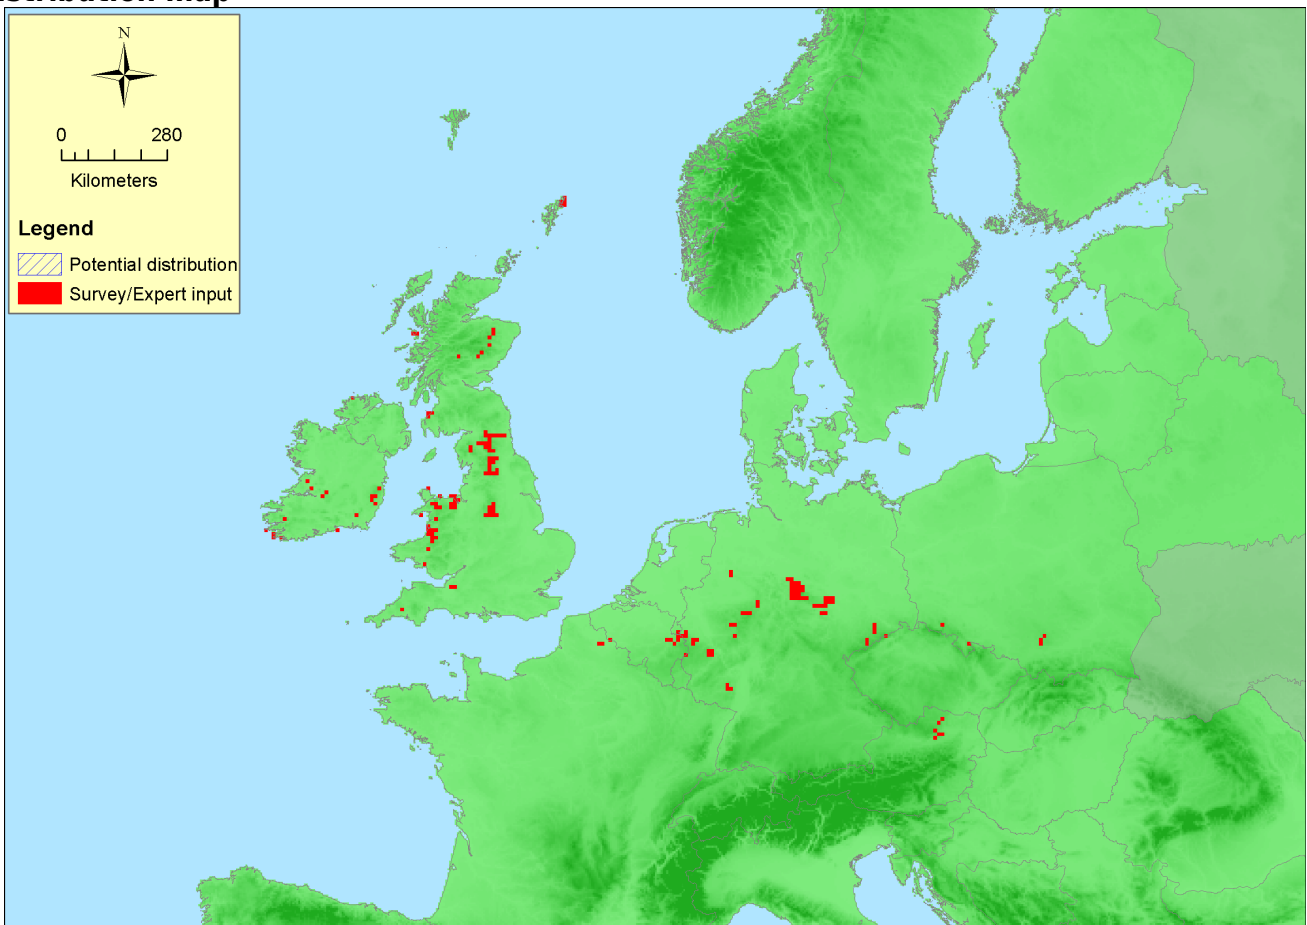 N
0 280
Kilometers
Legend
Potential distribution
Survey/Expert input